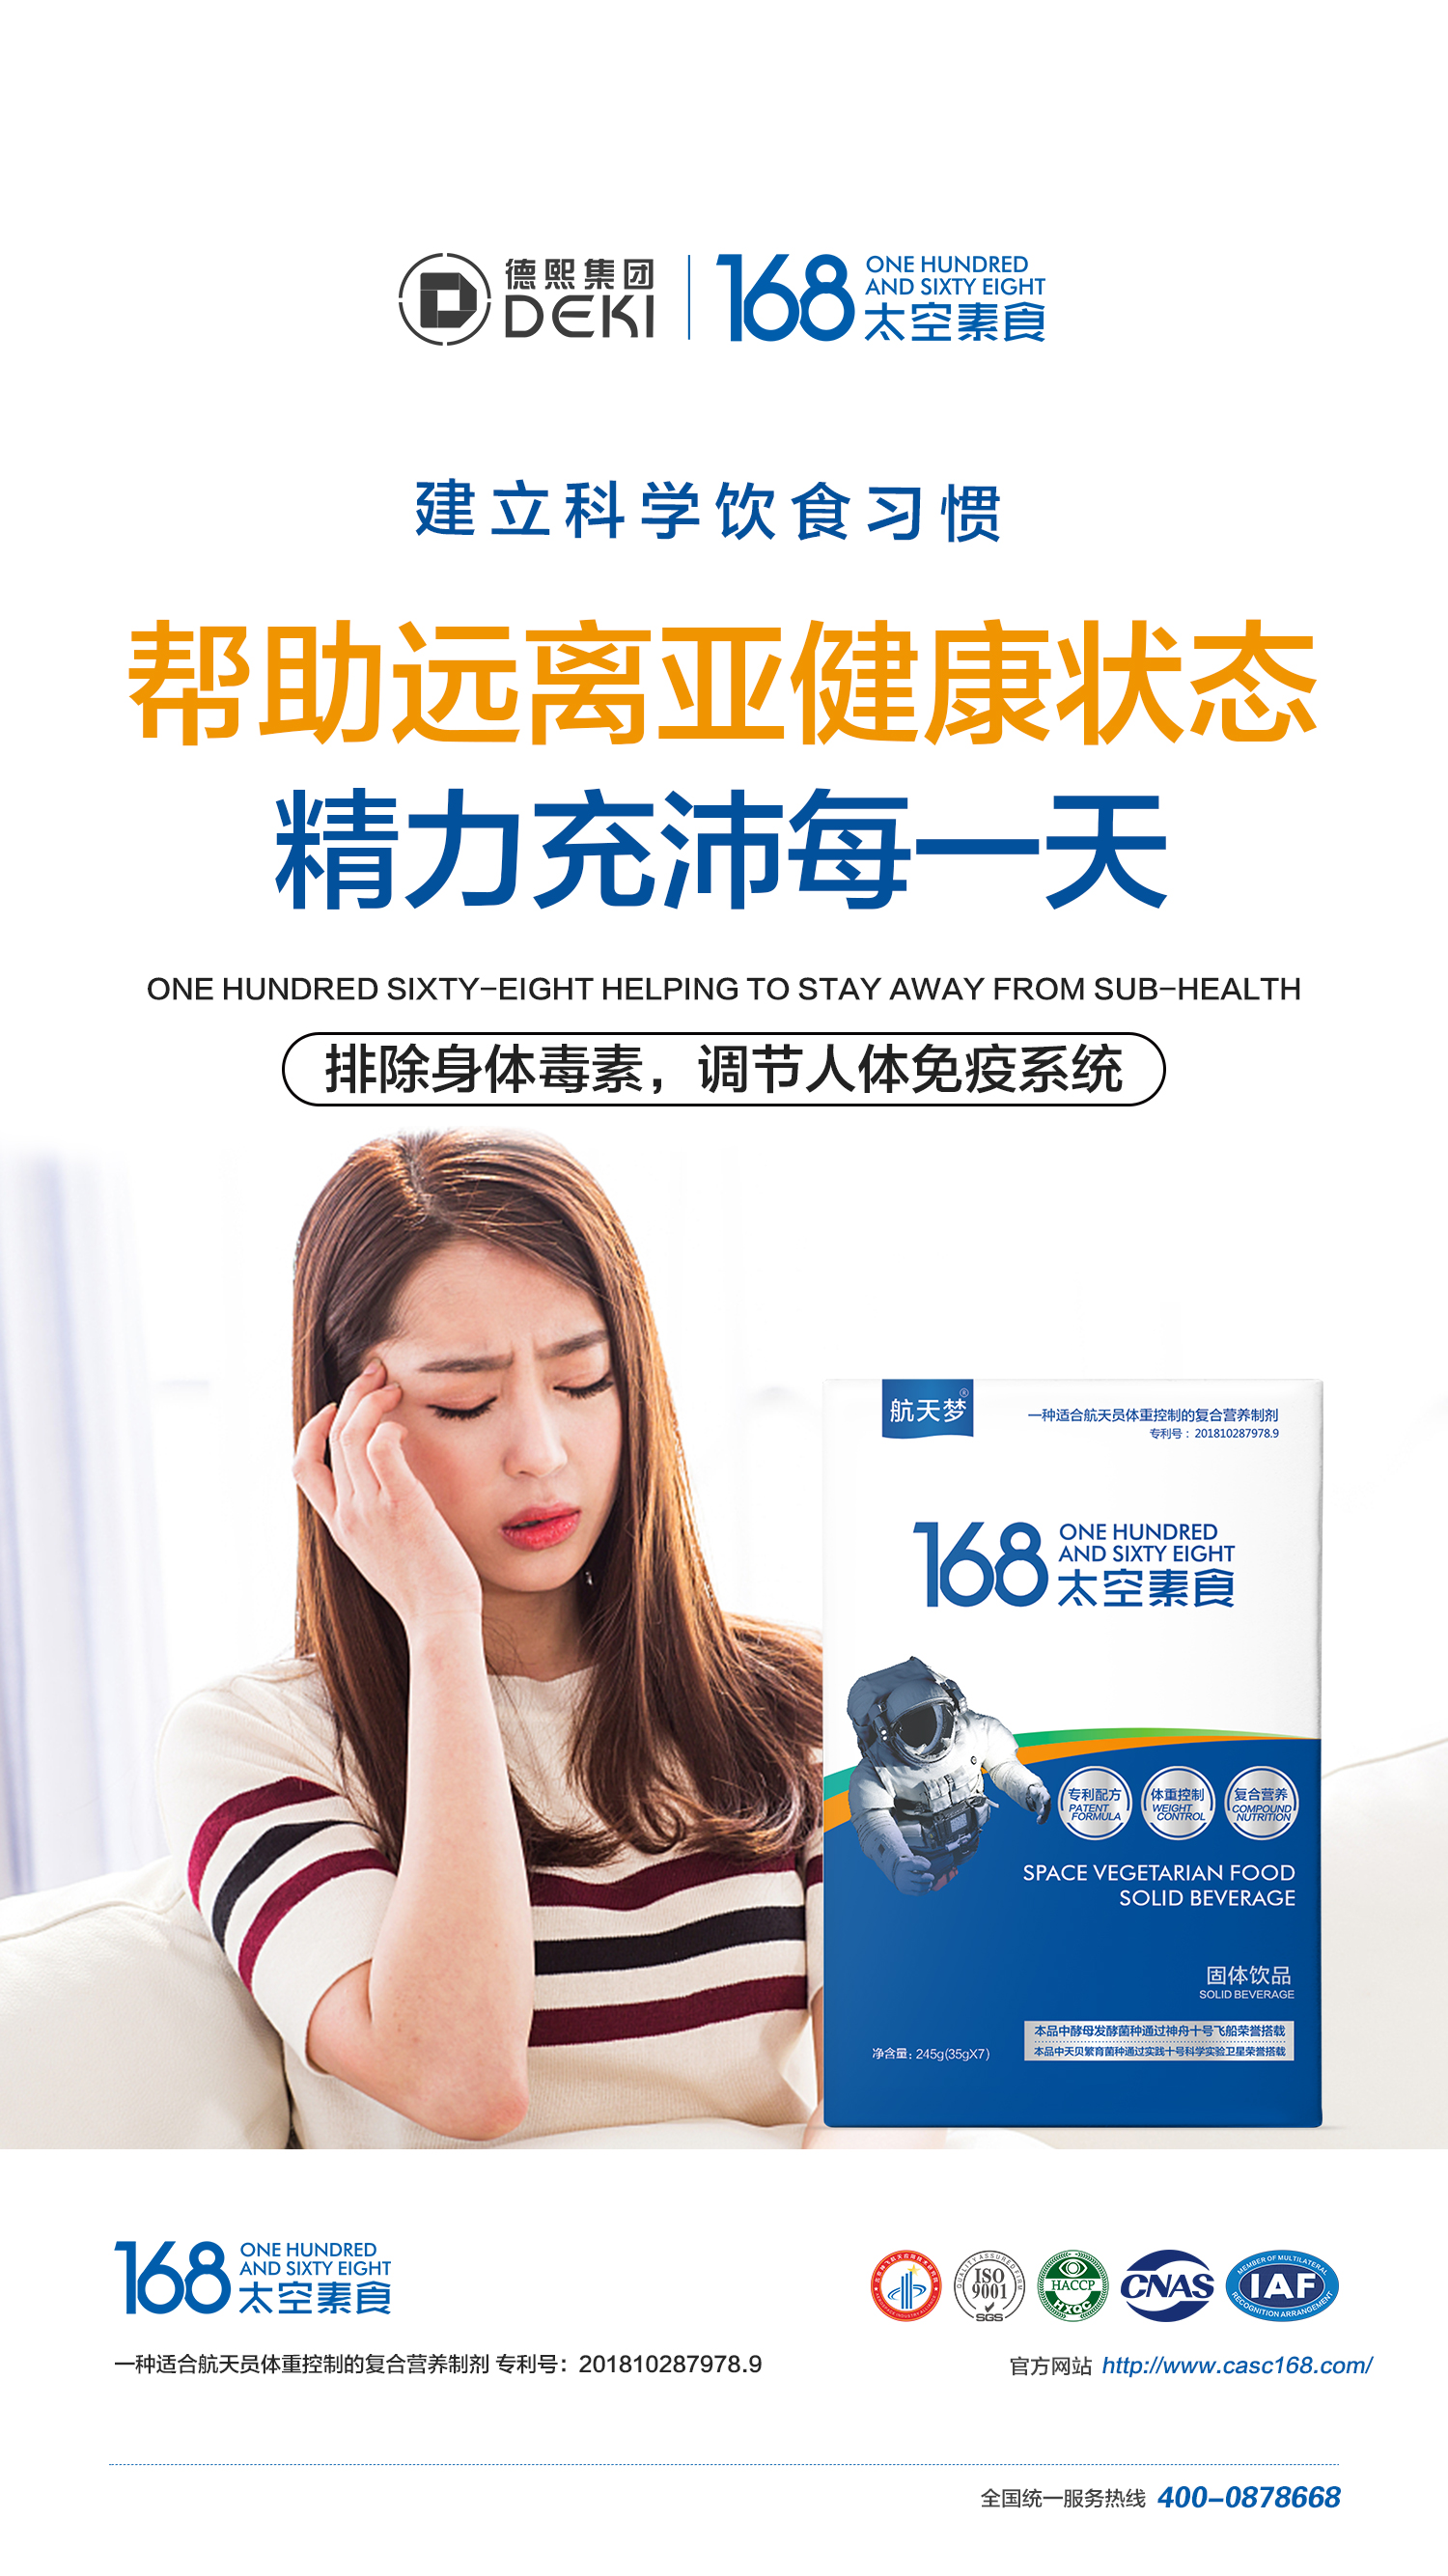 德熙集团
DEKI
168
ONE HUNDRED
AND SIXTY EIGHT
太空素食
建立科学饮食习惯
帮助远离亚健康状态
精力充沛每一天
ONE HUNDRED SIXTY-EIGHT HELPING TO STAY AWAY FROM SUB-HEALTH
排除身体毒素，调节人体免疫系统
航天梦®
一种适合航天员体重控制的复合营养制剂
专利号：201810287978.9
168
ONE HUNDRED
AND SIXTY EIGHT
太空素食
专利配方
PATENT
FORMULA
体重控制
WEIGHT
CONTROL
复合营养
COMPOUND
NUTRITION
SPACE VEGETARIAN FOOD
SOLID BEVERAGE
固体饮品
SOLID BEVERAGE
本品中酵母发酵菌种通过神舟十号飞船荣誉搭载
本品中天贝繁育菌种通过实践十号科学实验卫星荣誉搭载
净含量：245g(35gX7)
168
ONE HUNDRED
AND SIXTY EIGHT
太空素食
QUALITY ASSURED FIRM
ISO
9001
SGS
HACCP
HXQC
CNAS
MEMBER OF MULTILATERAL
IAF
RECOGNITION ARRANGEMENT
一种适合航天员体重控制的复合营养制剂 专利号：201810287978.9
官方网站 http://www.casc168.com/
全国统一服务热线 400-0878668